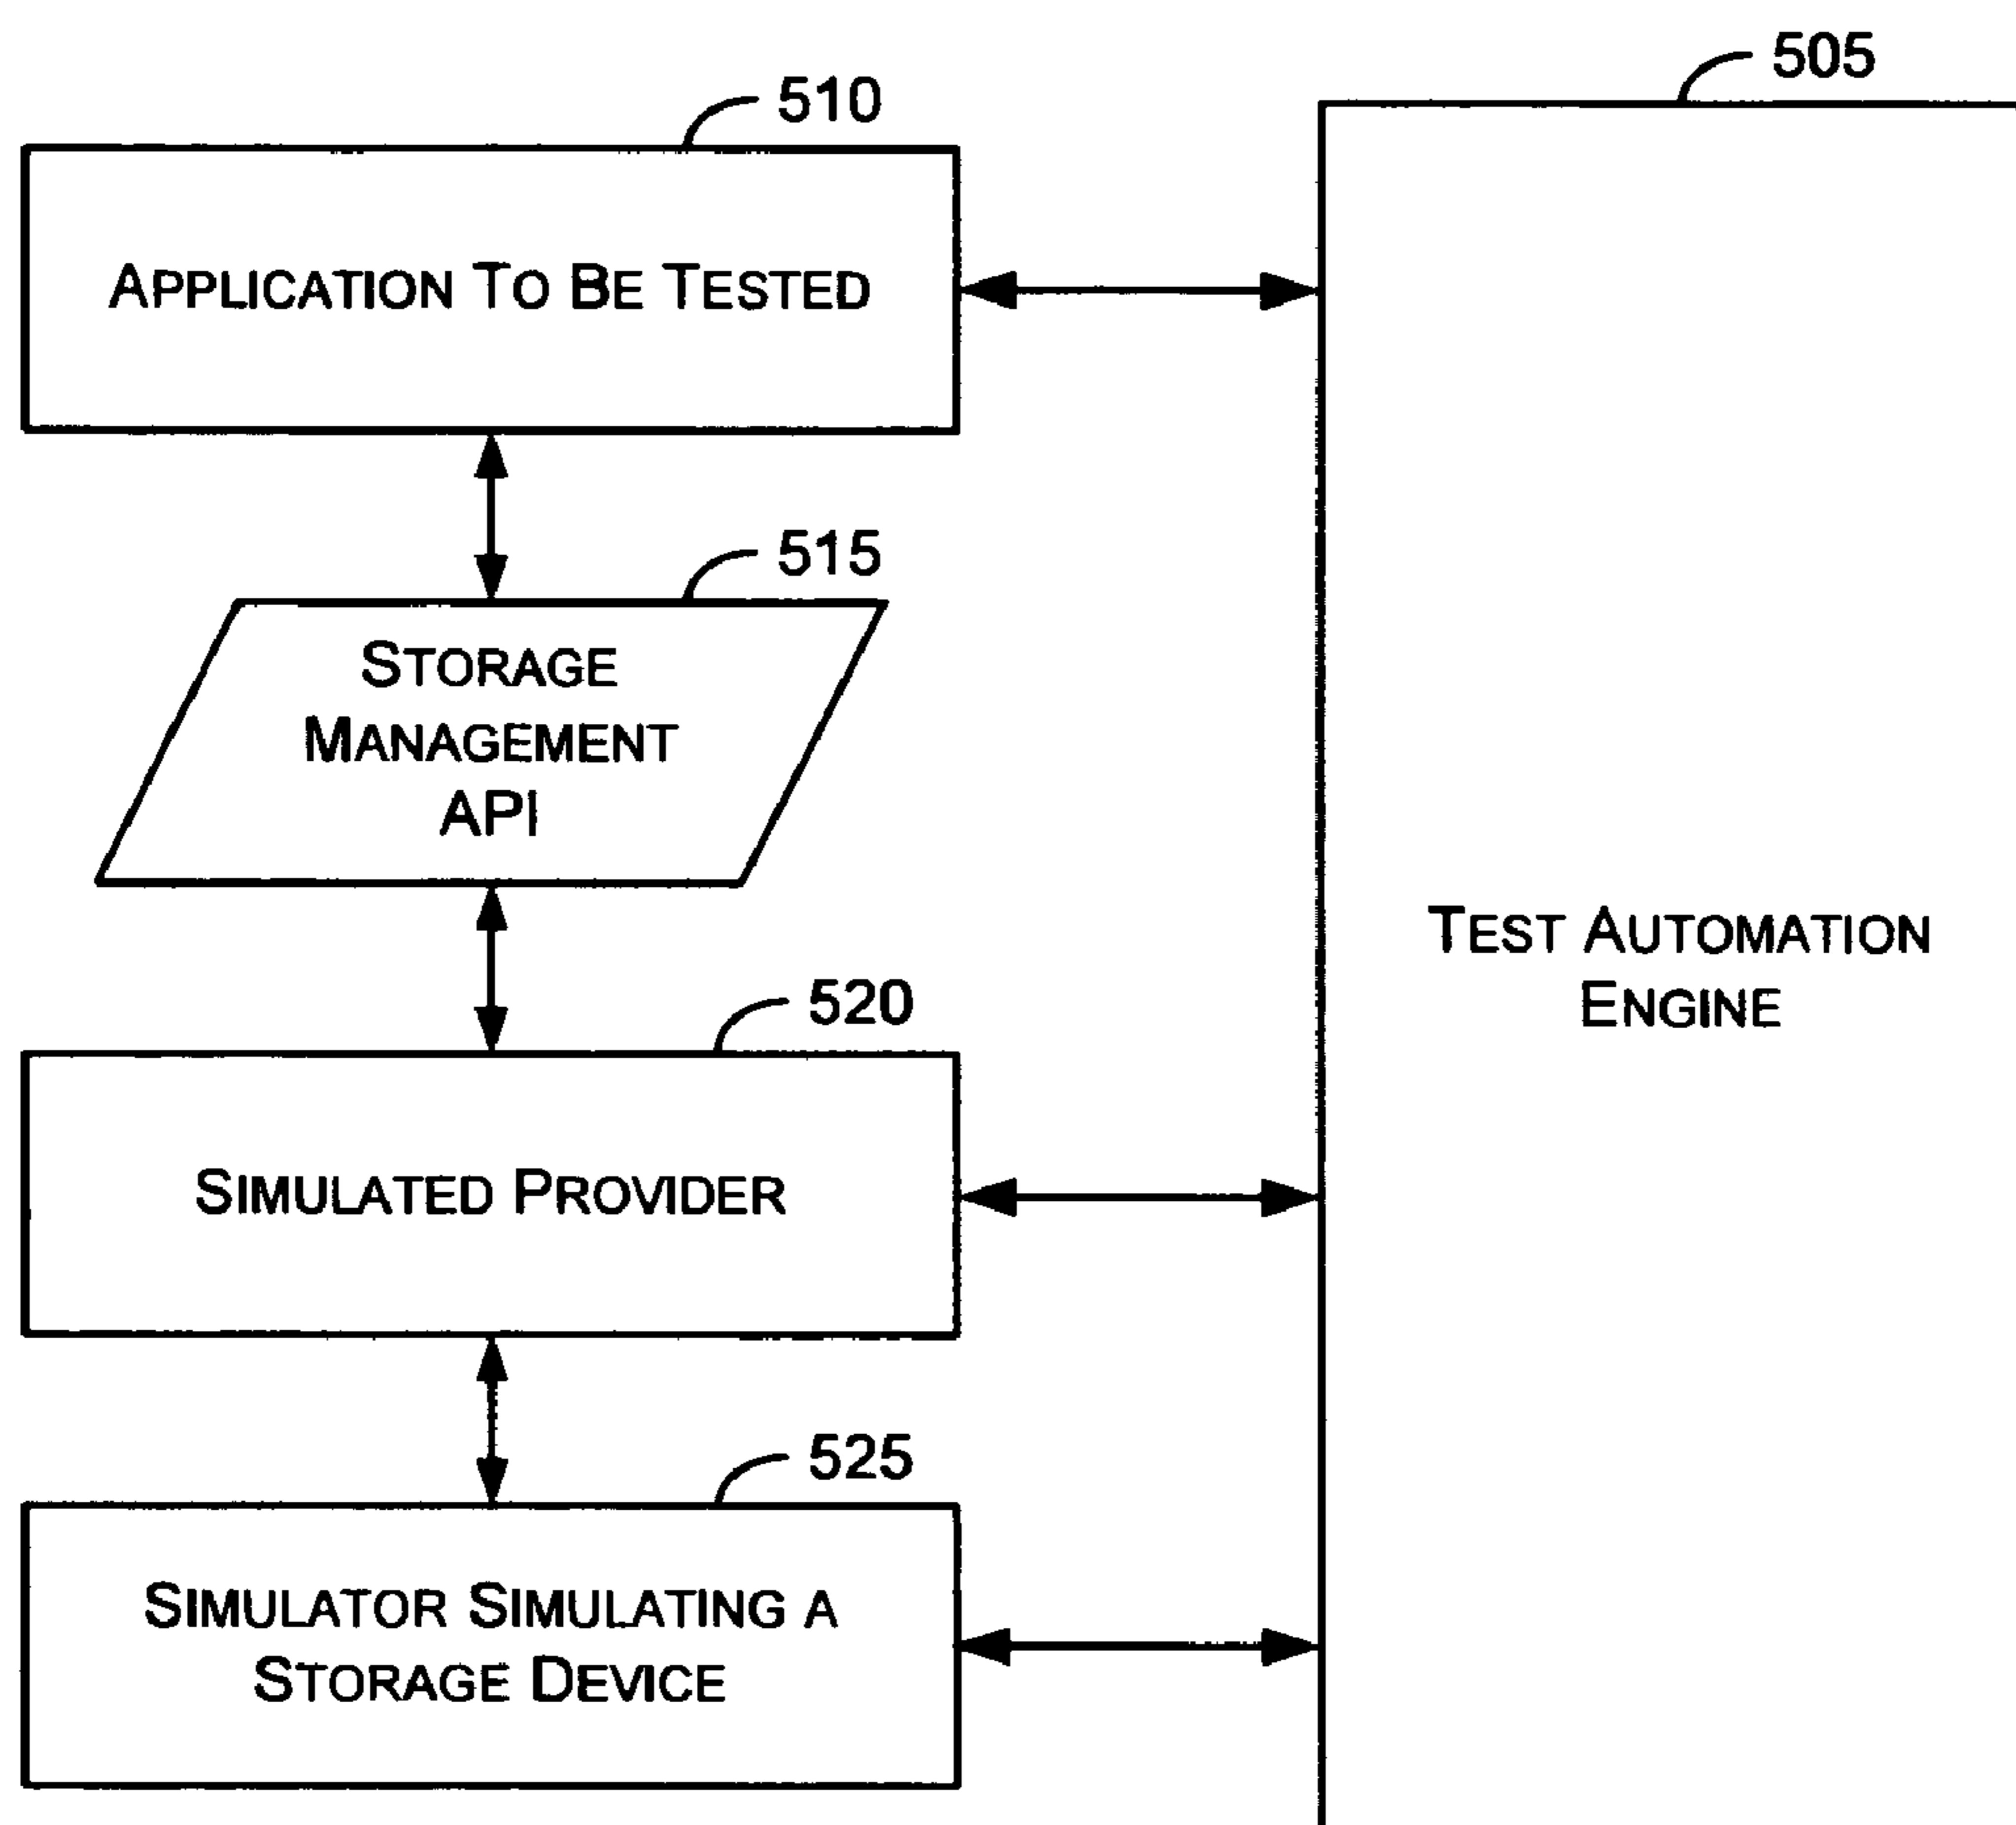 505
510
APPLICATION TO BE TESTED
515
STORAGE
MANAGEMENT
API
TEST AUTOMATION
ENGINE
520
SIMULATED PROVIDER
525
SIMULATOR SIMULATING A
STORAGE DEVICE